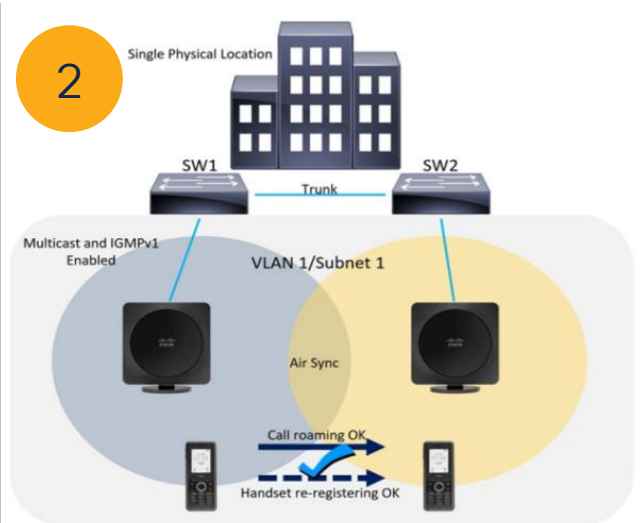 2
Single Physical Location
SW1
SW2
Trunk
Multicast and IGMPv1
Enabled
VLAN 1/Subnet 1
Air Sync
Call roaming OK
Handset re-registering OK